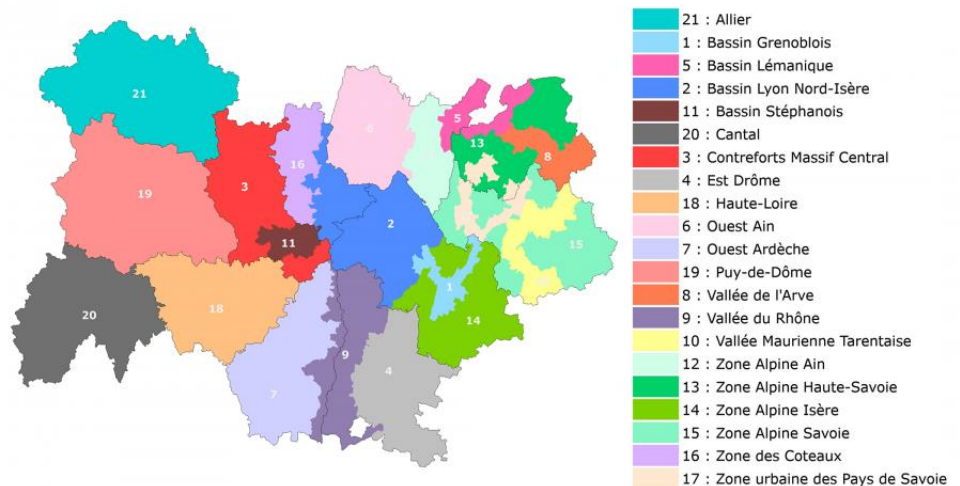 21 : Allier
1 : Bassin Grenoblois
5 : Bassin Lémanique
2 : Bassin Lyon Nord-Isère
11 : Bassin Stéphanois
20 : Cantal
3 : Contreforts Massif Central
4 : Est Drôme
18 : Haute-Loire
6 : Ouest Ain
7 : Ouest Ardèche
19 : Puy-de-Dôme
8 : Vallée de l'Arve
9 : Vallée du Rhône
10 : Vallée Maurienne Tarentaise
12 : Zone Alpine Ain
13 : Zone Alpine Haute-Savoie
14 : Zone Alpine Isère
15 : Zone Alpine Savoie
16 : Zone des Coteaux
17 : Zone urbaine des Pays de Savoie
21
5
6
13
8
16
19
3
2
11
15
1
18
20
14
9
4
7